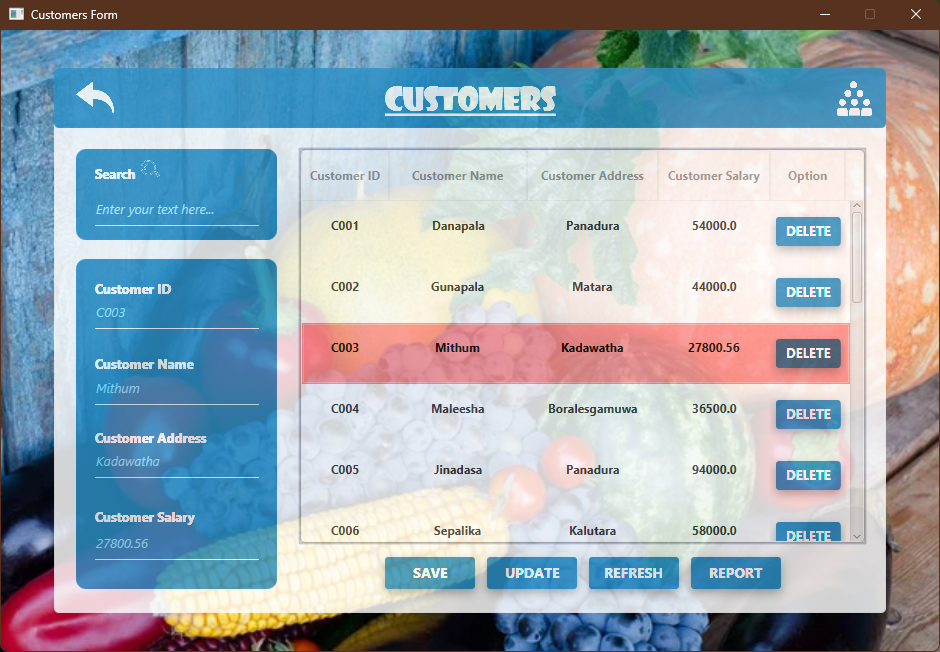 Customers Form
CUSTOMERS
Search
Enter your text here...
Customer ID
C003
Customer Name
Mithum
Customer Address
Kadawatha
Customer Salary
27800.56
Customer ID Customer Name Customer Address Customer Salary Option
C001 Danapala Panadura 54000.0 DELETE
C002 Gunapala Matara 44000.0 DELETE
C003 Mithum Kadawatha 27800.56 DELETE
C004 Maleesha Boralesgamuwa 36500.0 DELETE
C005 Jinadasa Panadura 94000.0 DELETE
C006 Sepalika Kalutara 58000.0 DELETE
SAVE UPDATE REFRESH REPORT